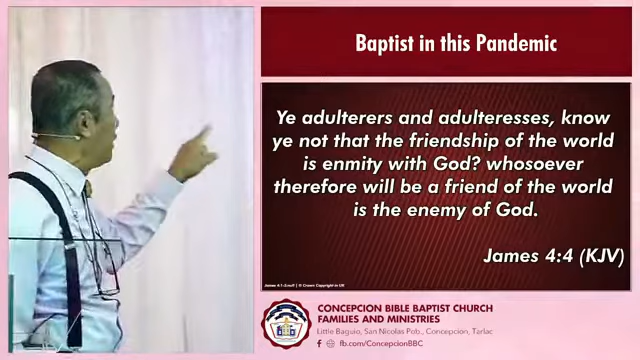 Baptist in this Pandemic
Ye adulterers and adulteresses, know
ye not that the friendship of the world
is enmity with God? whosoever
therefore will be a friend of the world
is the enemy of God.
James 4:4 (KJV)
CONCEPCION BIBLE BAPTIST CHURCH
FAMILIES AND MINISTRIES
Little Baguio, San Nicolas Pob., Concepcion, Tarlac
fb.com/ConcepcionBBC